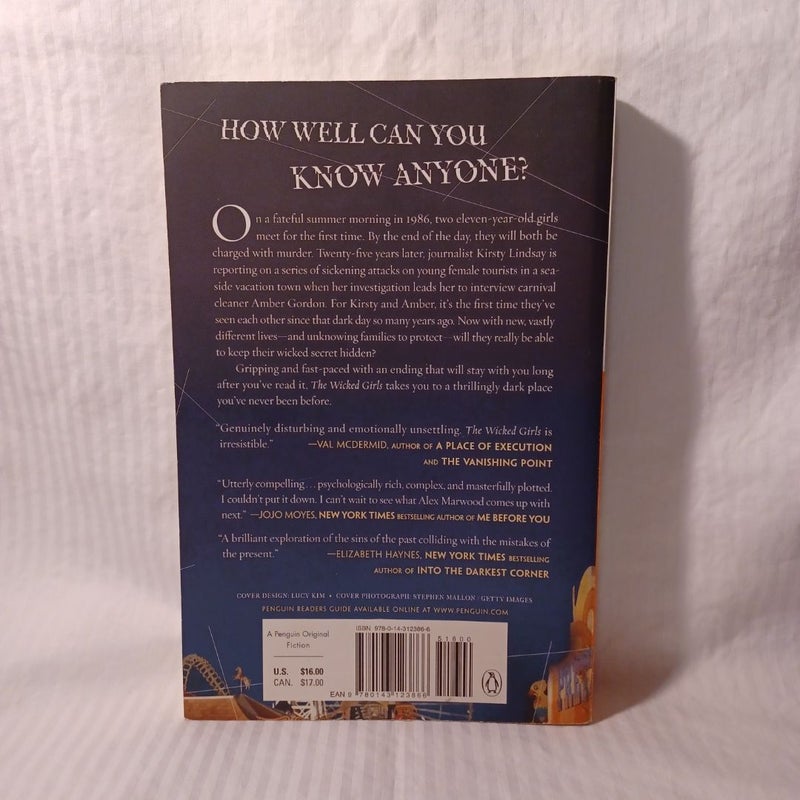 HOW WELL CAN YOU
KNOW ANYONE?
On a fateful summer morning in 1986, two eleven-year-old girls
meet for the first time. By the end of the day, they will both be
charged with murder. Twenty-five years later, journalist Kirsty Lindsay is
reporting on a series of sickening attacks on young female tourists in a sea-
side vacation town when her investigation leads her to interview carnival
cleaner Amber Gordon. For Kirsty and Amber, it's the first time they've
seen each other since that dark day so many years ago. Now with new, vastly
different lives—and unknowing families to protect—will they really be able
to keep their wicked secret hidden?
Gripping and fast-paced with an ending that will stay with you long
after you've read it, The Wicked Girls takes you to a thrillingly dark place
you've never been before.
"Genuinely disturbing and emotionally unsettling. The Wicked Girls is
irresistible." —VAL MCDERMID, AUTHOR OF A PLACE OF EXECUTION
AND THE VANISHING POINT
"Utterly compelling... psychologically rich, complex, and masterfully plotted.
I couldn't put it down. I can't wait to see what Alex Marwood comes up with
next." —JOJO MOYES, NEW YORK TIMES BESTSELLING AUTHOR OF ME BEFORE YOU
"A brilliant exploration of the sins of the past colliding with the mistakes of
the present." —ELIZABETH HAYNES, NEW YORK TIMES BESTSELLING
AUTHOR OF INTO THE DARKEST CORNER
COVER DESIGN: LUCY KIM • COVER PHOTOGRAPH: STEPHEN MALLON / GETTY IMAGES
PENGUIN READERS GUIDE AVAILABLE ONLINE AT WWW.PENGUIN.COM
A Penguin Original
Fiction
U.S. $16.00
CAN. $17.00
ISBN 978-0-14-312386-6
51600
EAN 9 780143 123866